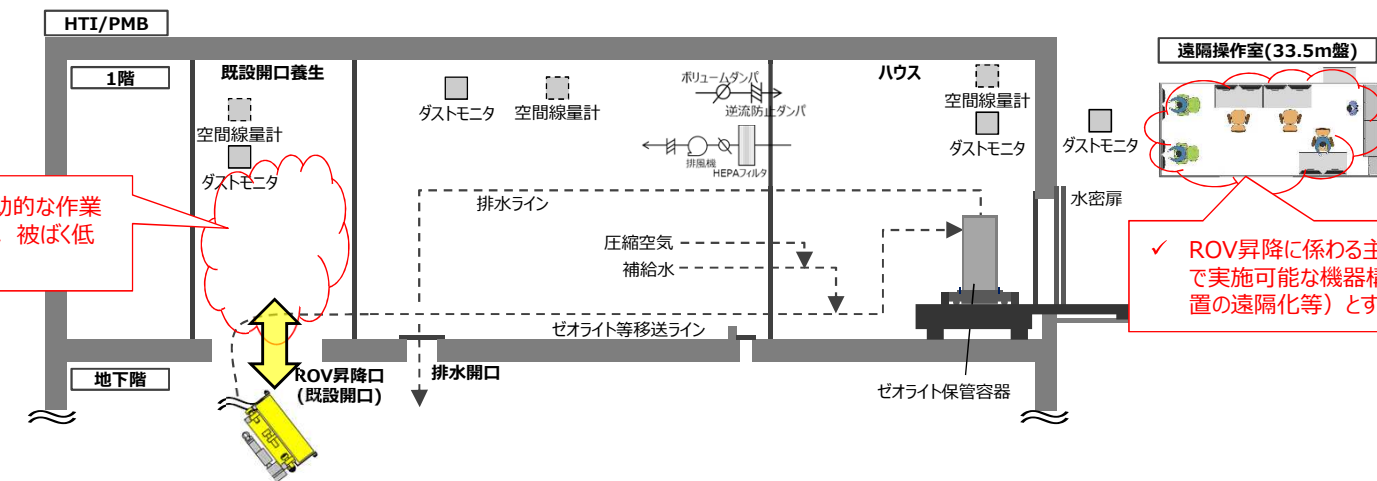 HTI/PMB
1階
既設開口養生
空間線量計
ダストモニタ
ダストモニタ
空間線量計
ボリュームダンパ
逆流防止ダンパ
排風機
HEPAフィルタ
ハウス
空間線量計
ダストモニタ
ダストモニタ
遠隔操作室(33.5m盤)
的な作業
被ばく低
排水ライン
圧縮空気
補給水
水密扉
✓ ROV昇降に係わる主
で実施可能な機器構
置の遠隔化等）とす
ゼオライト等移送ライン
地下階
ROV昇降口
(既設開口)
排水開口
ゼオライト保管容器